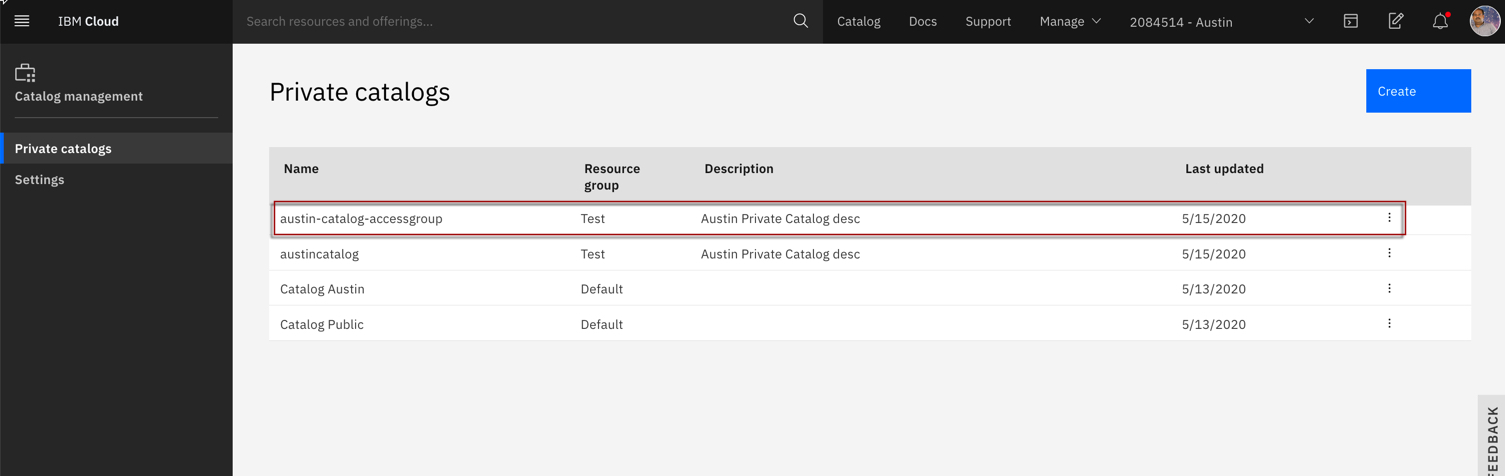 IBM Cloud
Search resources and offerings...
Catalog
Docs
Support
Manage
2084514 - Austin
Catalog management
Private catalogs
Settings
Private catalogs
Create
Name
Resource
group
Description
Last updated
austin-catalog-accessgroup
Test
Austin Private Catalog desc
5/15/2020
austincatalog
Test
Austin Private Catalog desc
5/15/2020
Catalog Austin
Default
5/13/2020
Catalog Public
Default
5/13/2020
FEEDBACK